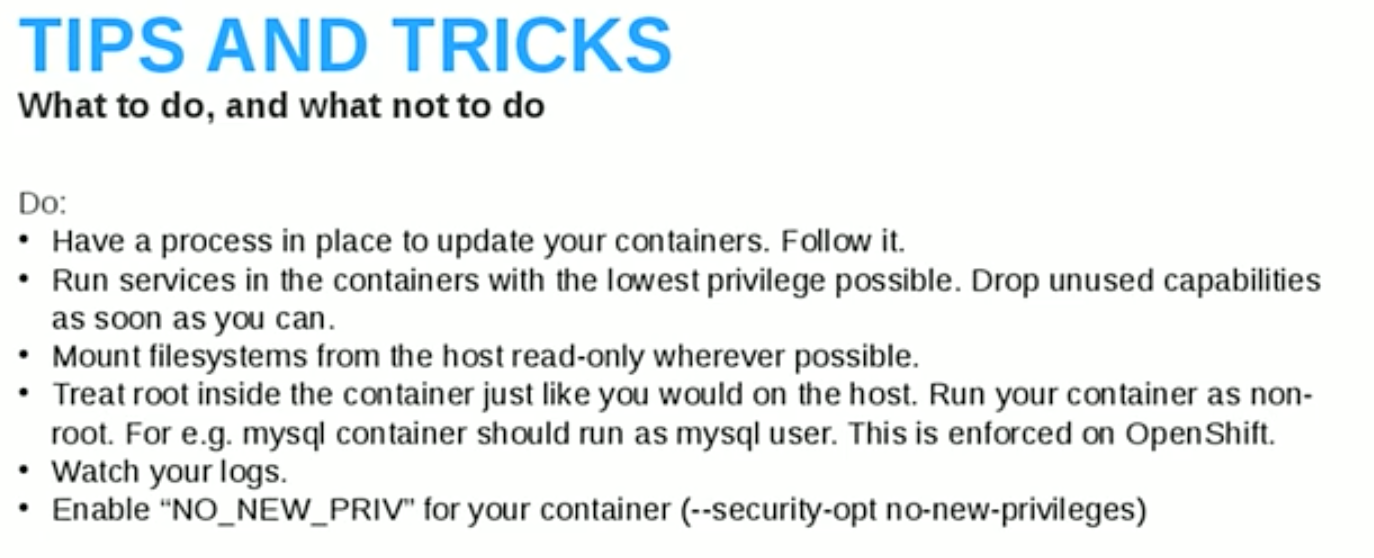 TIPS AND TRICKS
What to do, and what not to do
Do:
• Have a process in place to update your containers. Follow it.
• Run services in the containers with the lowest privilege possible. Drop unused capabilities
as soon as you can.
• Mount filesystems from the host read-only wherever possible.
• Treat root inside the container just like you would on the host. Run your container as non-
root. For e.g. mysql container should run as mysql user. This is enforced on OpenShift.
• Watch your logs.
• Enable “NO_NEW_PRIV” for your container (--security-opt no-new-privileges)